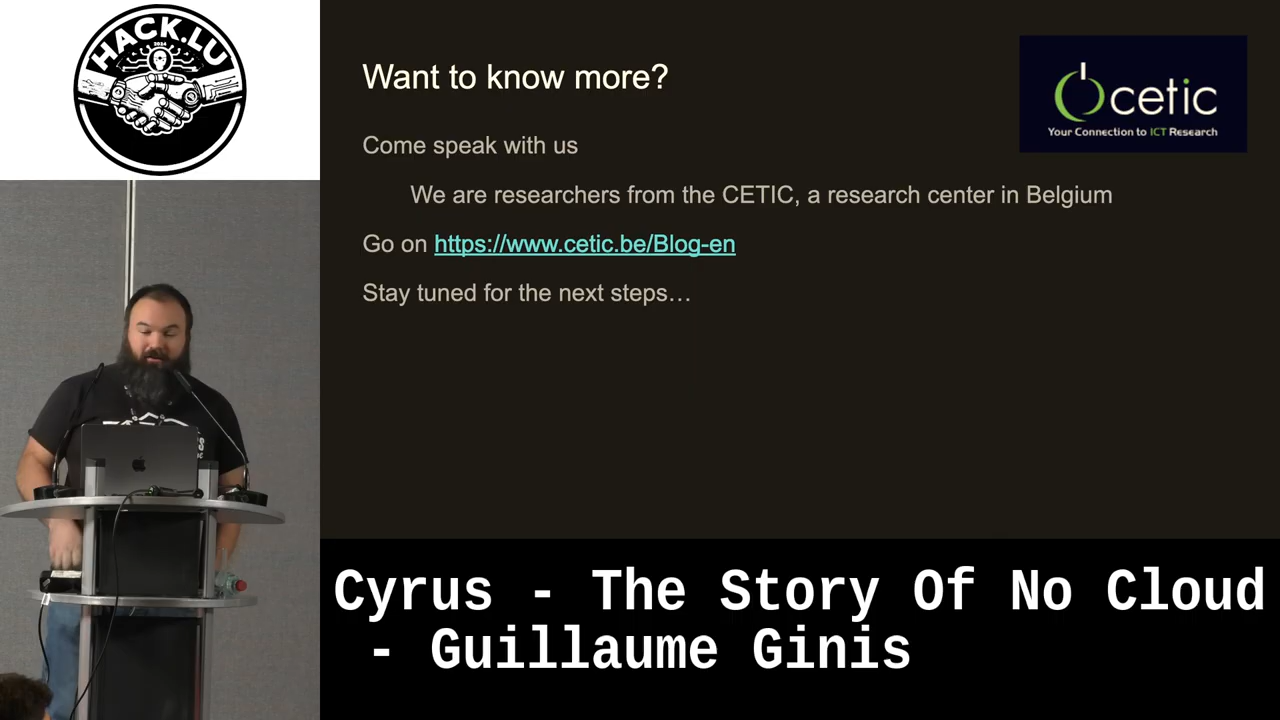 HACK.LU
2024
Want to know more?
Come speak with us
We are researchers from the CETIC, a research center in Belgium
Go on https://www.cetic.be/Blog-en
Stay tuned for the next steps…
cetic
Your Connection to ICT Research
Cyrus - The Story Of No Cloud
- Guillaume Ginis